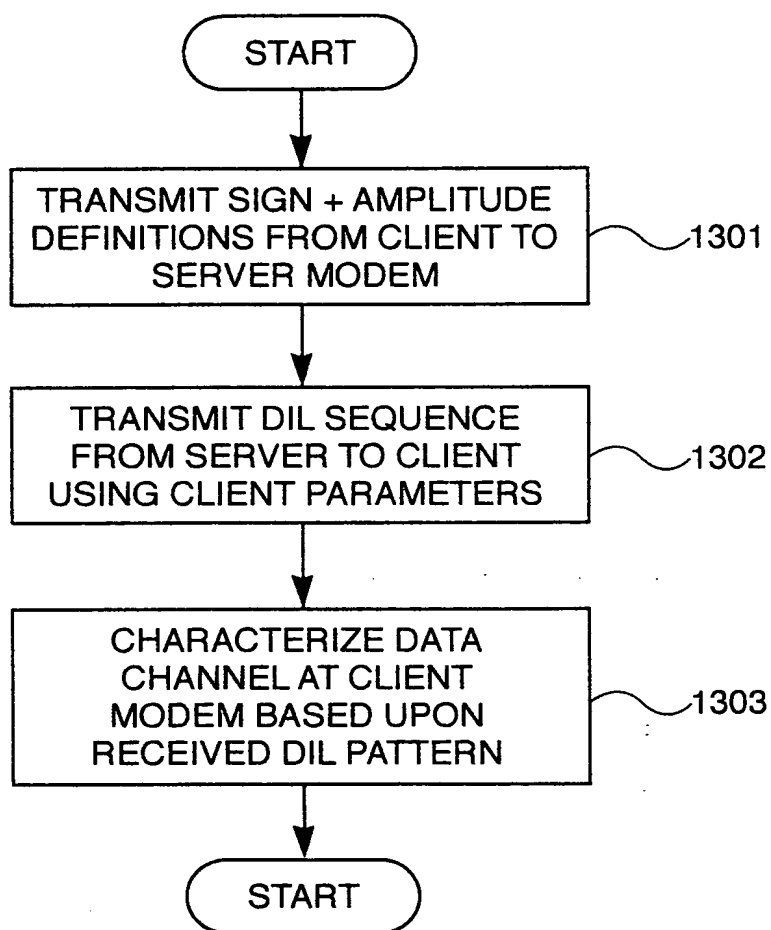 START
TRANSMIT SIGN + AMPLITUDE
DEFINITIONS FROM CLIENT TO
SERVER MODEM
1301
TRANSMIT DIL SEQUENCE
FROM SERVER TO CLIENT
USING CLIENT PARAMETERS
1302
CHARACTERIZE DATA
CHANNEL AT CLIENT
MODEM BASED UPON
RECEIVED DIL PATTERN
1303
START